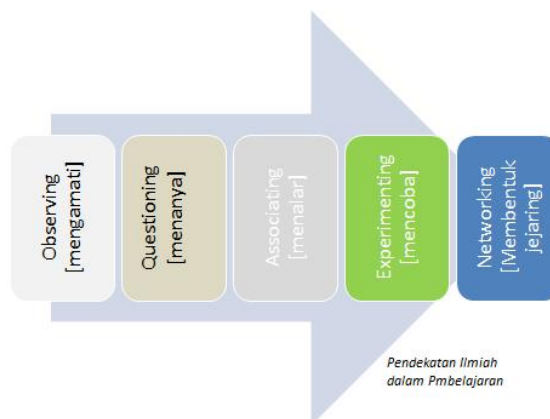 Observing
[mengamati]
Questioning
[menanya]
Associating
[menalar]
Experimenting
[mencoba]
Networking
[Membentuk
jejaring]
Pendekatan Ilmiah
dalam Pmbelajaran